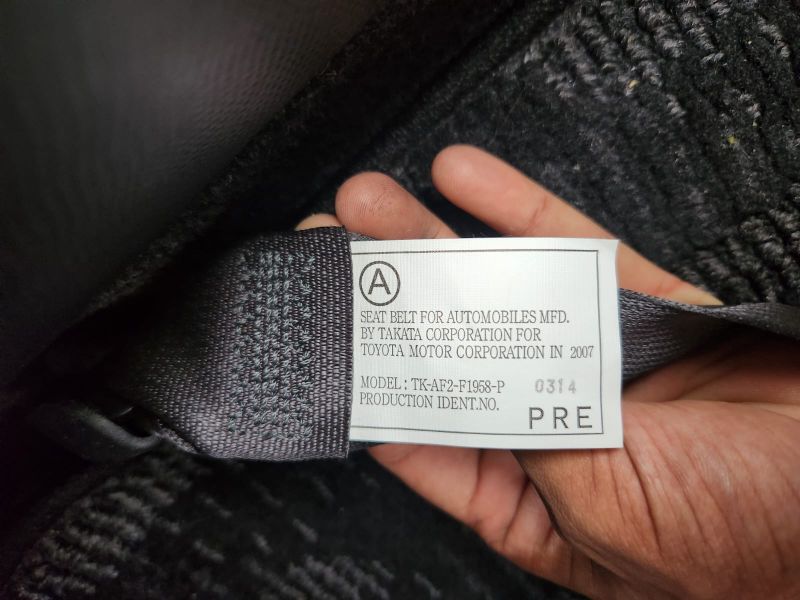 A
SEAT BELT FOR AUTOMOBILES MFD.
BY TAKATA CORPORATION FOR
TOYOTA MOTOR CORPORATION IN 2007
MODEL : TK-AF2-F1958-P 0314
PRODUCTION IDENT.NO.
PRE